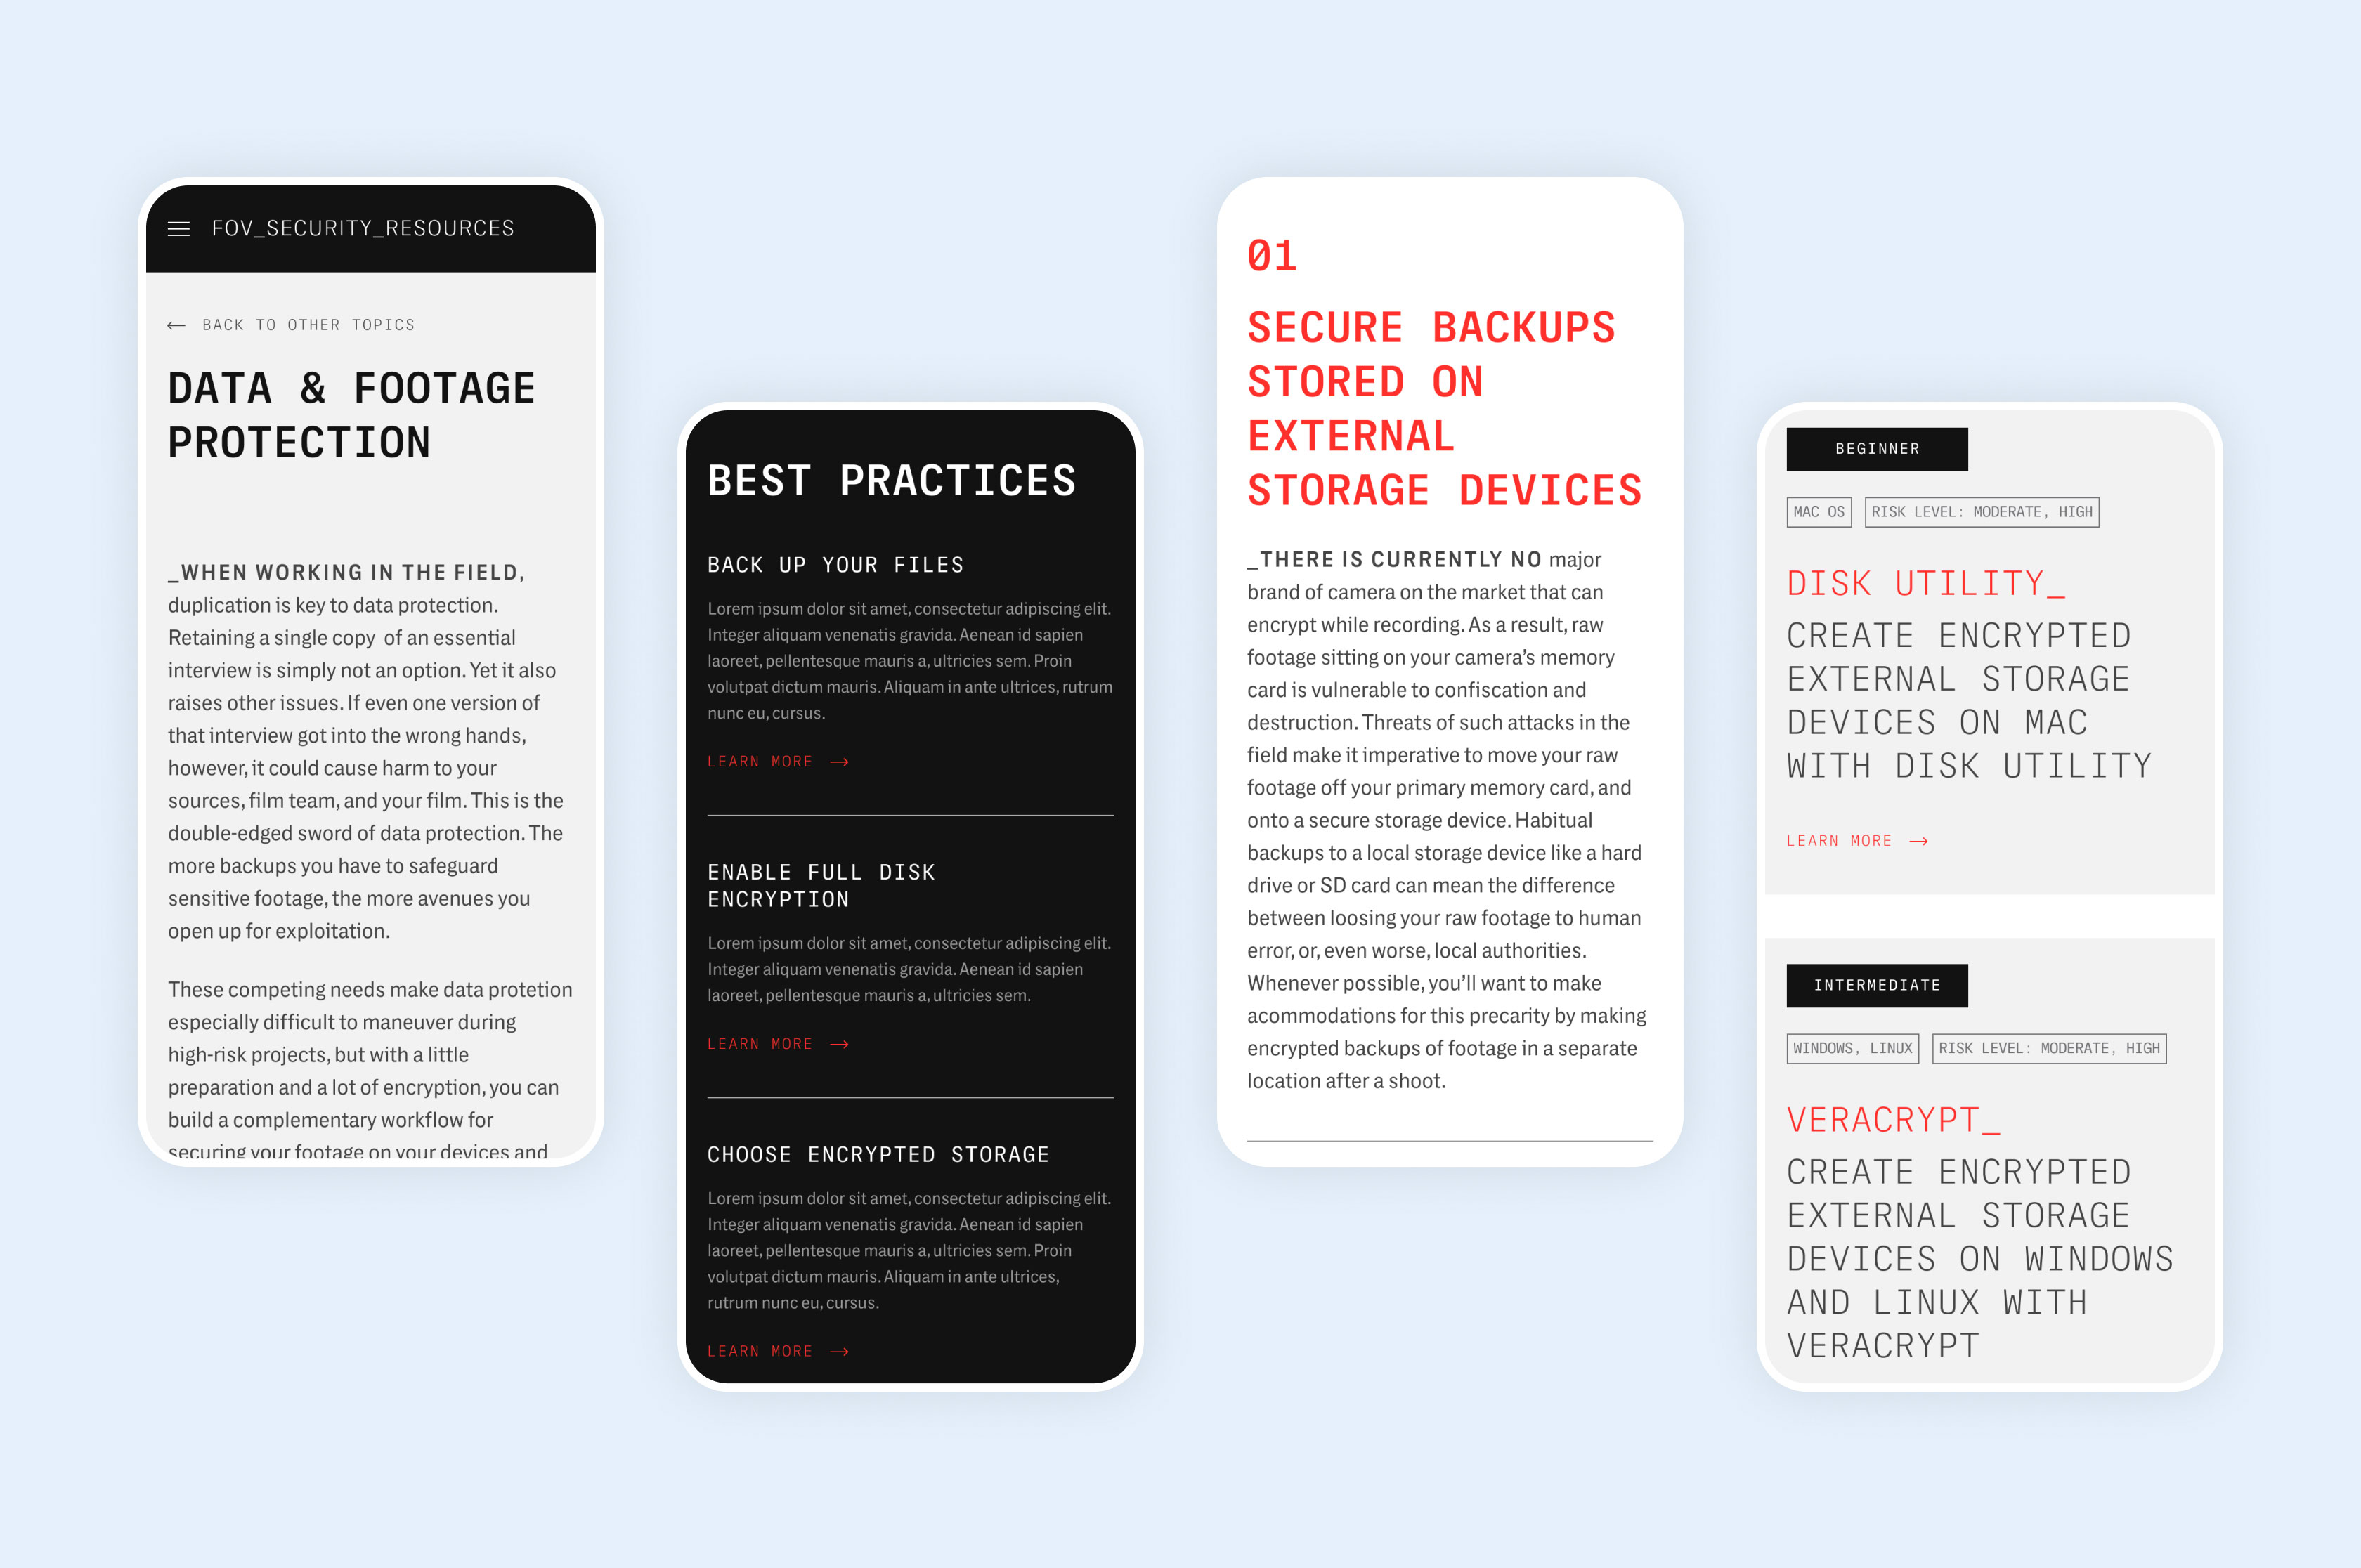 FOV_SECURITY_RESOURCES
← BACK TO OTHER TOPICS
DATA & FOOTAGE
PROTECTION
_WHEN WORKING IN THE FIELD,
duplication is key to data protection.
Retaining a single copy of an essential
interview is simply not an option. Yet it also
raises other issues. If even one version of
that interview got into the wrong hands,
however, it could cause harm to your
sources, film team, and your film. This is the
double-edged sword of data protection. The
more backups you have to safeguard
sensitive footage, the more avenues you
open up for exploitation.
These competing needs make data protetion
especially difficult to maneuver during
high-risk projects, but with a little
preparation and a lot of encryption, you can
build a complementary workflow for
securing your footage on your devices and
BEST PRACTICES
BACK UP YOUR FILES
Lorem ipsum dolor sit amet, consectetur adipiscing elit.
Integer aliquam venenatis gravida. Aenean id sapien
laoreet, pellentesque mauris a, ultricies sem. Proin
volutpat dictum mauris. Aliquam in ante ultrices, rutrum
nunc eu, cursus.
LEARN MORE →
ENABLE FULL DISK
ENCRYPTION
Lorem ipsum dolor sit amet, consectetur adipiscing elit.
Integer aliquam venenatis gravida. Aenean id sapien
laoreet, pellentesque mauris a, ultricies sem.
LEARN MORE →
CHOOSE ENCRYPTED STORAGE
Lorem ipsum dolor sit amet, consectetur adipiscing elit.
Integer aliquam venenatis gravida. Aenean id sapien
laoreet, pellentesque mauris a, ultricies sem. Proin
volutpat dictum mauris. Aliquam in ante ultrices,
rutrum nunc eu, cursus.
LEARN MORE →
01
SECURE BACKUPS
STORED ON
EXTERNAL
STORAGE DEVICES
_THERE IS CURRENTLY NO major
brand of camera on the market that can
encrypt while recording. As a result, raw
footage sitting on your camera’s memory
card is vulnerable to confiscation and
destruction. Threats of such attacks in the
field make it imperative to move your raw
footage off your primary memory card, and
onto a secure storage device. Habitual
backups to a local storage device like a hard
drive or SD card can mean the difference
between loosing your raw footage to human
error, or, even worse, local authorities.
Whenever possible, you’ll want to make
acommodations for this precarity by making
encrypted backups of footage in a separate
location after a shoot.
BEGINNER
MAC OS RISK LEVEL: MODERATE, HIGH
DISK UTILITY_
CREATE ENCRYPTED
EXTERNAL STORAGE
DEVICES ON MAC
WITH DISK UTILITY
LEARN MORE →
INTERMEDIATE
WINDOWS, LINUX RISK LEVEL: MODERATE, HIGH
VERACRYPT_
CREATE ENCRYPTED
EXTERNAL STORAGE
DEVICES ON WINDOWS
AND LINUX WITH
VERACRYPT